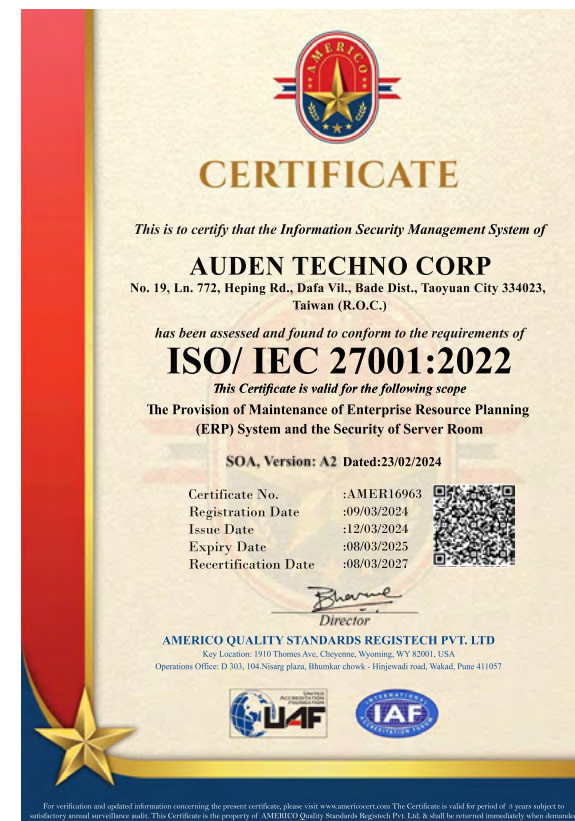 AMERICO
CERTIFICATE
This is to certify that the Information Security Management System of
AUDEN TECHNO CORP
No. 19, Ln. 772, Heping Rd., Dafa Vil., Bade Dist., Taoyuan City 334023,
Taiwan (R.O.C.)
has been assessed and found to conform to the requirements of
ISO/ IEC 27001:2022
This Certificate is valid for the following scope
The Provision of Maintenance of Enterprise Resource Planning
(ERP) System and the Security of Server Room
SOA, Version: A2 Dated:23/02/2024
Certificate No. :AMER16963
Registration Date :09/03/2024
Issue Date :12/03/2024
Expiry Date :08/03/2025
Recertification Date :08/03/2027
Bharme
Director
AMERICO QUALITY STANDARDS REGISTECH PVT. LTD
Key Location: 1910 Thomes Ave, Cheyenne, Wyoming, WY 82001, USA
Operations Office: D 303, 104.Nisarg plaza, Bhumkar chowk - Hinjewadi road, Wakad, Pune 411057
UNITED
ACCREDITATION
FOUNDATION
UAF
INTERNATIONAL
IAF
ACCREDITATION FORUM
For verification and updated information concerning the present certificate, please visit www.americocert.com The Certificate is valid for period of 3 years subject to
satisfactory annual surveillance audit. This Certificate is the property of AMERICO Quality Standards Registech Pvt. Ltd. & shall be returned immediately when demande